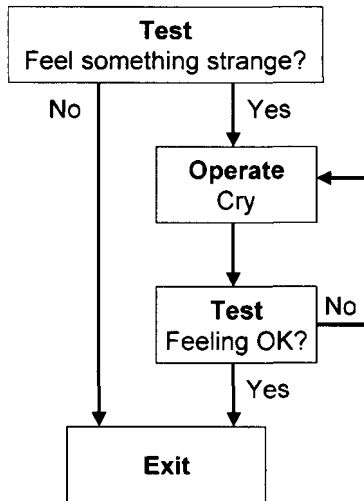 Test
Feel something strange?
No
Yes
Operate
Cry
Test
Feeling OK?
No
Yes
Exit